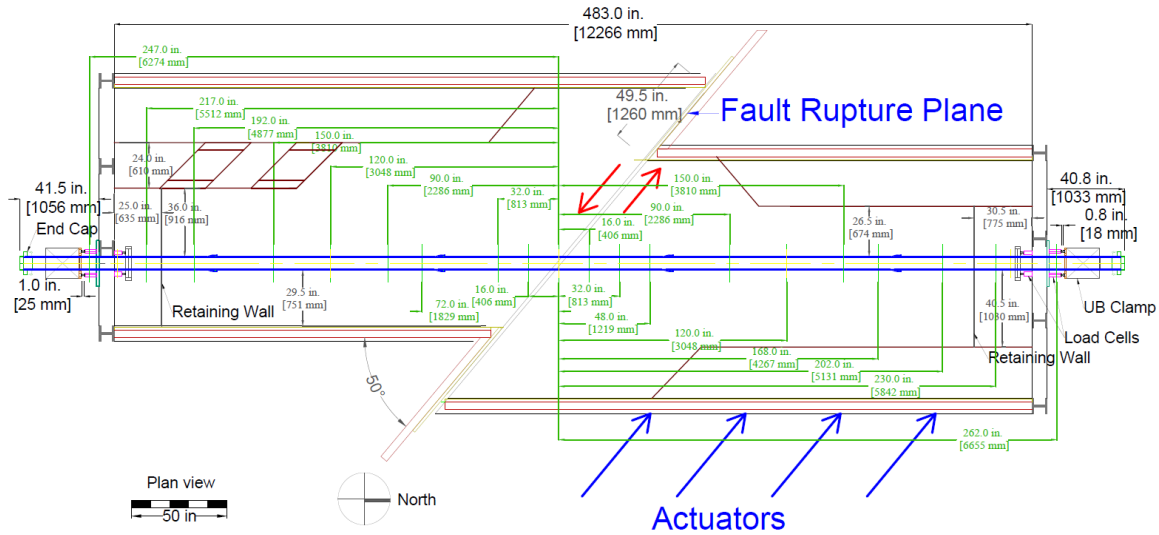 483.0 in.
[12266 mm]
247.0 in.
[6274 mm]
49.5 in.
[1260 mm]
Fault Rupture Plane
217.0 in.
[5512 mm]
192.0 in.
[4877 mm]
150.0 in.
[3810 mm]
24.0 in.
[610 mm]
120.0 in.
[3048 mm]
90.0 in.
[2286 mm]
150.0 in.
[3810 mm]
41.5 in.
[1056 mm]
25.0 in.
[635 mm]
36.0 in.
[916 mm]
32.0 in.
[813 mm]
90.0 in.
[2286 mm]
16.0 in.
[406 mm]
26.5 in.
[674 mm]
30.5 in.
[775 mm]
40.8 in.
[1033 mm]
0.8 in.
[18 mm]
End Cap
1.0 in.
[25 mm]
Retaining Wall
29.5 in.
[751 mm]
72.0 in.
[1829 mm]
16.0 in.
[406 mm]
32.0 in.
[813 mm]
48.0 in.
[1219 mm]
40.5 in.
[1030 mm]
UB Clamp
Load Cells
Retaining Wall
120.0 in.
[3048 mm]
168.0 in.
[4267 mm]
202.0 in.
[5131 mm]
230.0 in.
[5842 mm]
50°
262.0 in.
[6655 mm]
Plan view
50 in
North
Actuators